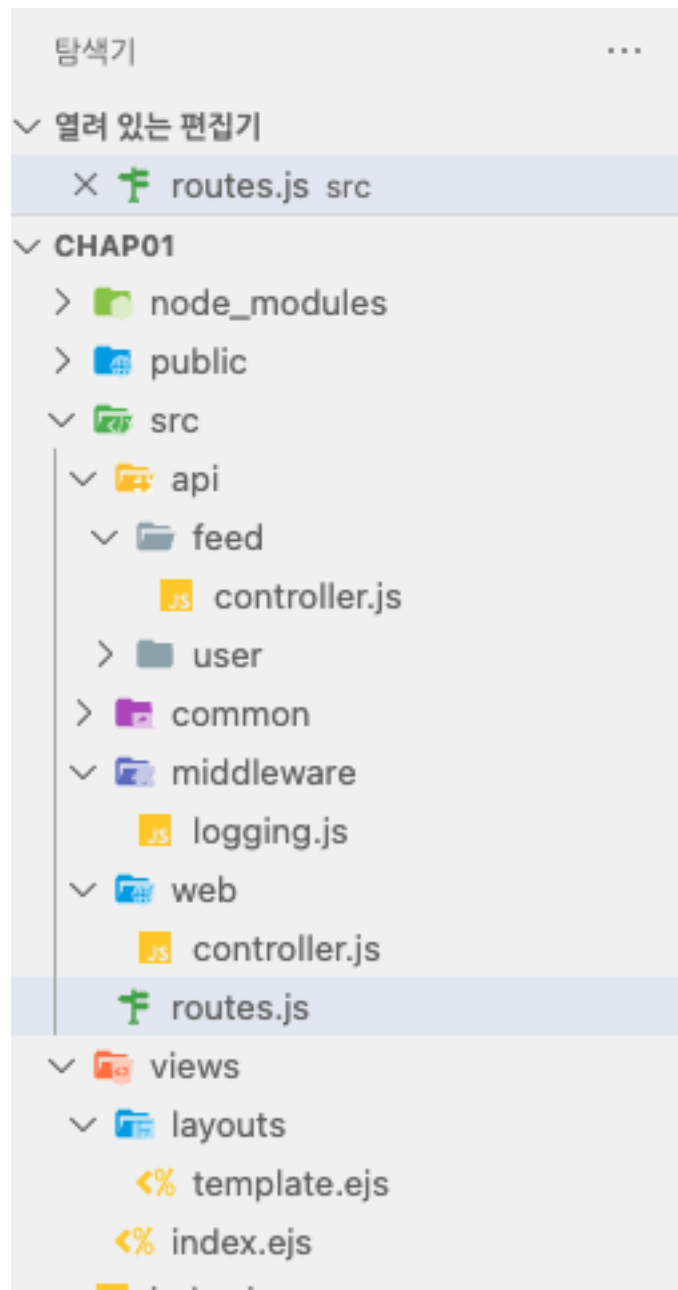 탐색기
열려 있는 편집기
routes.js src
CHAP01
node_modules
public
src
api
feed
controller.js
user
common
middleware
logging.js
web
controller.js
routes.js
views
layouts
template.ejs
index.ejs